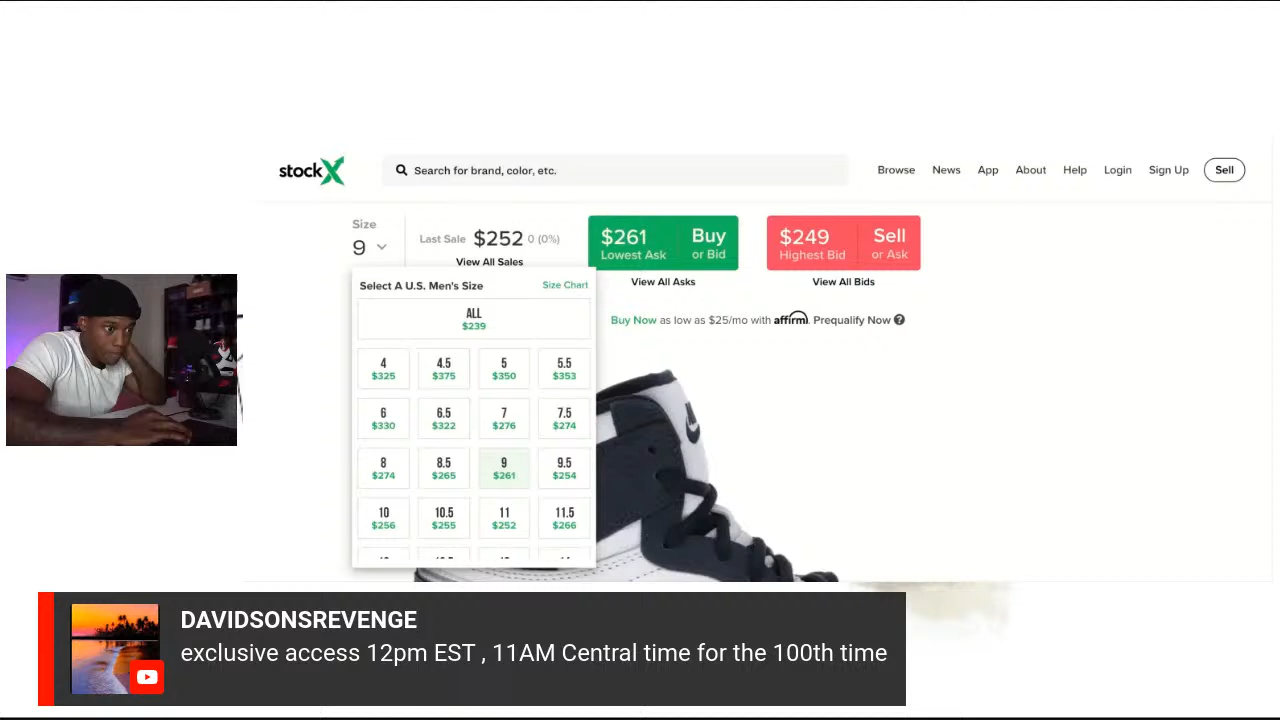 stockX
Search for brand, color, etc.
Browse News App About Help Login Sign Up Sell
Size
9
Last Sale $252 0 (0%)
View All Sales
$261 Buy
Lowest Ask or Bid
View All Asks
$249 Sell
Highest Bid or Ask
View All Bids
Buy Now as low as $25/mo with affirm. Prequalify Now ?
Select A U.S. Men's Size Size Chart
ALL
$239
4 4.5 5 5.5
$325 $375 $350 $353
6 6.5 7 7.5
$330 $322 $276 $274
8 8.5 9 9.5
$274 $265 $261 $254
10 10.5 11 11.5
$256 $255 $252 $266
DAVIDSONSREVENGE
exclusive access 12pm EST , 11AM Central time for the 100th time